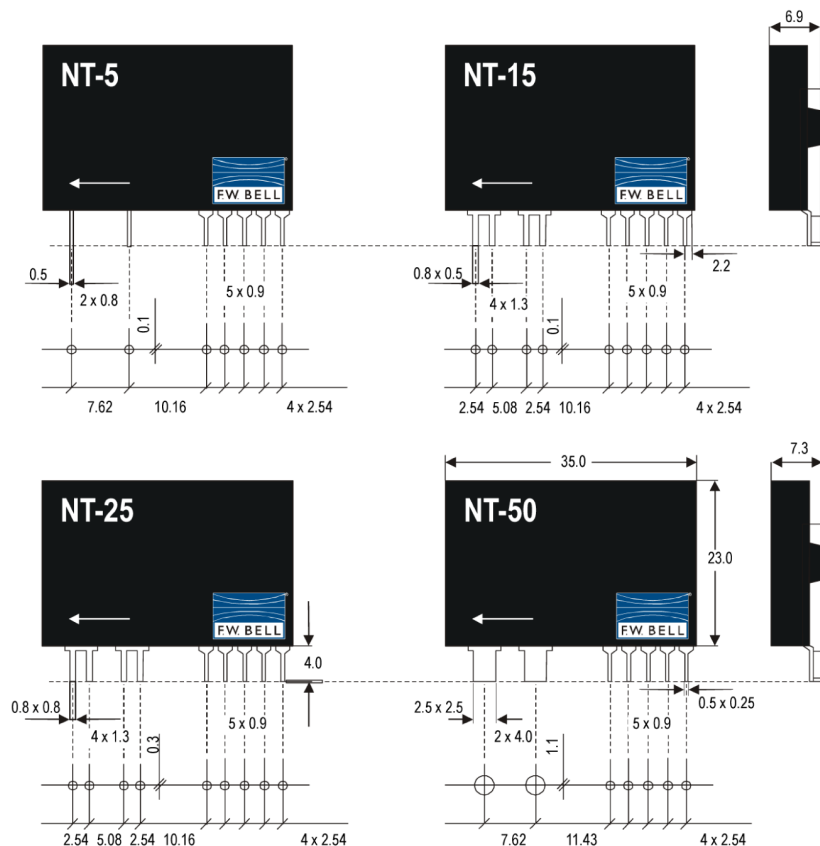 6.9
NT-5
NT-15
F.W. BELL
F.W. BELL
0.5
2 x 0.8
5 x 0.9
0.1
0.8 x 0.5
4 x 1.3
5 x 0.9
2.2
0.1
7.62
10.16
4 x 2.54
2.54
5.08
2.54
10.16
4 x 2.54
35.0
7.3
NT-25
NT-50
23.0
F.W. BELL
F.W. BELL
4.0
0.8 x 0.8
4 x 1.3
5 x 0.9
0.3
2.5 x 2.5
2 x 4.0
5 x 0.9
0.5 x 0.25
1.1
2.54
5.08
2.54
10.16
4 x 2.54
7.62
11.43
4 x 2.54